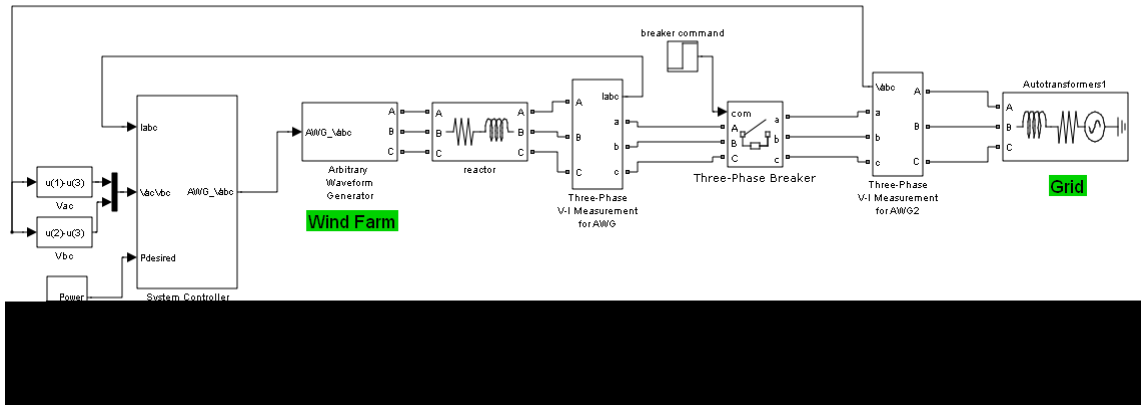 breaker command
Iabc
Iabc
VacVbc
Pdesired
AWG_Vabc
System Controller
u(1)-u(3)
Vac
u(2)-u(3)
Vbc
Power
AWG_Vabc
A
B
C
Arbitrary
Waveform
Generator
Wind Farm
A
B
C
A
B
C
reactor
A
B
C
a
b
c
Three-Phase
V-I Measurement
for AWG
com
A
B
C
a
b
c
Three-Phase Breaker
Vabc
a
b
c
A
B
C
Three-Phase
V-I Measurement
for AWG2
Autotransformers1
A
B
C
Grid